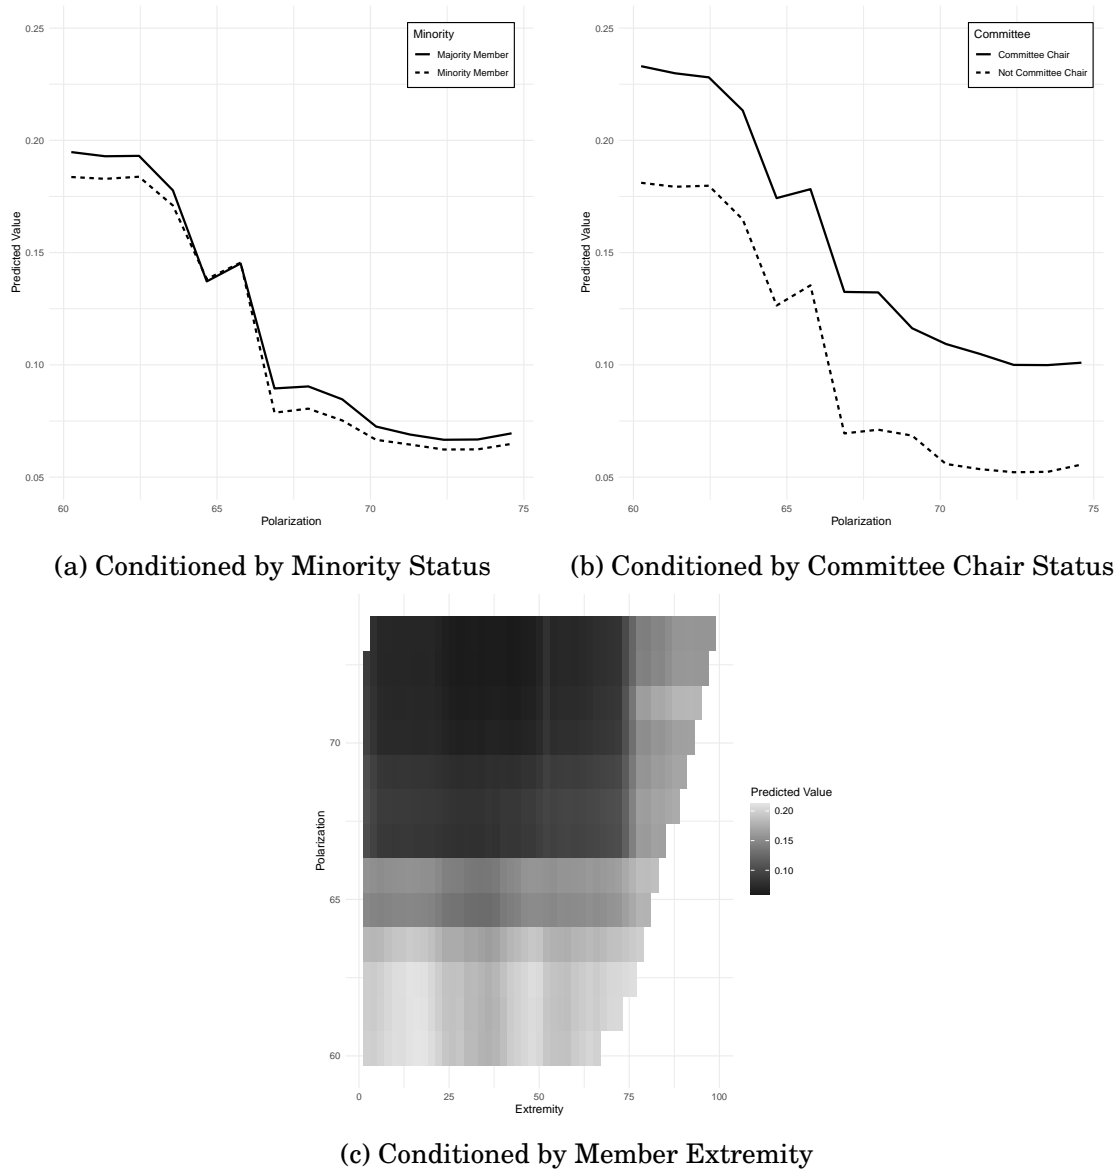 Minority
Majority Member
Minority Member
0.25
0.20
0.15
0.10
0.05
Predicted Value
60 65 70 75
Polarization
(a) Conditioned by Minority Status
Committee
Committee Chair
Not Committee Chair
0.25
0.20
0.15
0.10
0.05
Predicted Value
60 65 70 75
Polarization
(b) Conditioned by Committee Chair Status
70
65
60
Polarization
0 25 50 75 100
Extremity
Predicted Value
0.20
0.15
0.10
(c) Conditioned by Member Extremity